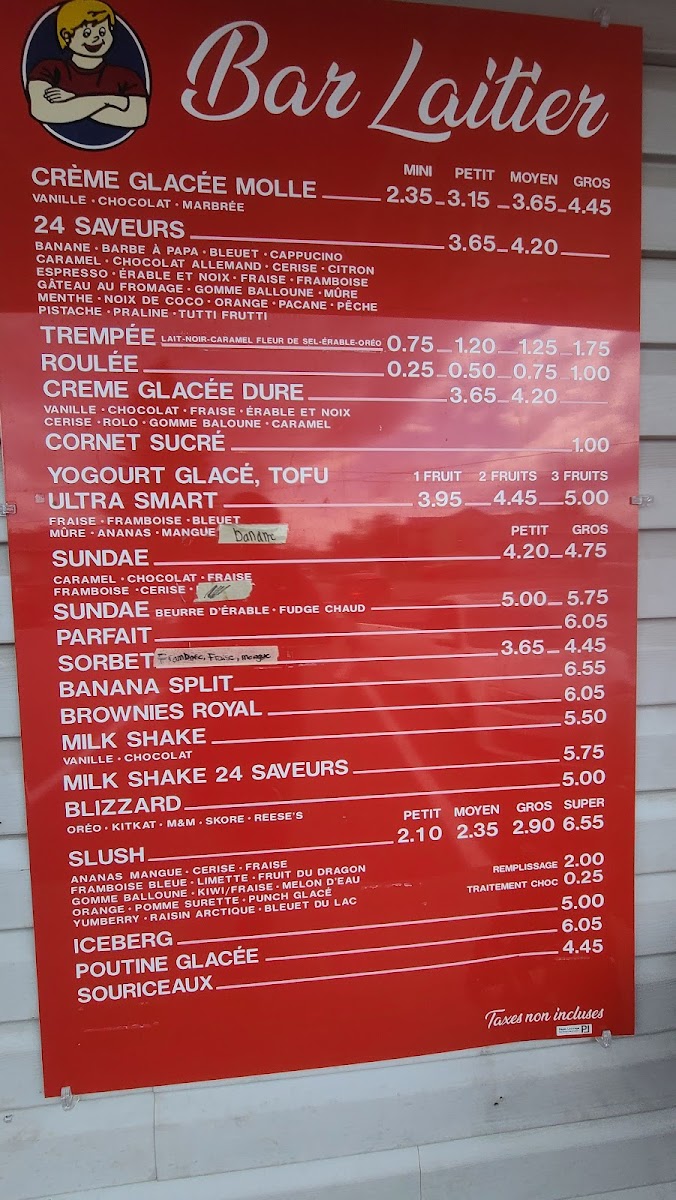 Bar Laitier
MINI PETIT MOYEN GROS
CRÈME GLACÉE MOLLE 2.35 3.15 3.65 4.45
VANILLE · CHOCOLAT · MARBRÉE
24 SAVEURS 3.65 4.20
BANANE · BARBE À PAPA · BLEUET · CAPPUCINO
CARAMEL · CHOCOLAT ALLEMAND · CERISE · CITRON
ESPRESSO · ÉRABLE ET NOIX · FRAISE · FRAMBOISE
GÂTEAU AU FROMAGE · GOMME BALLOUNE · MÛRE
MENTHE · NOIX DE COCO · ORANGE · PACANE · PÊCHE
PISTACHE · PRALINE · TUTTI FRUTTI
TREMPÉE LAIT-NOIR-CARAMEL FLEUR DE SEL-ÉRABLE-ORÉO 0.75 1.20 1.25 1.75
ROULÉE 0.25 0.50 0.75 1.00
CREME GLACÉE DURE 3.65 4.20
VANILLE · CHOCOLAT · FRAISE · ÉRABLE ET NOIX
CERISE · ROLO · GOMME BALOUNE · CARAMEL
CORNET SUCRÉ 1.00
YOGOURT GLACÉ, TOFU 1 FRUIT 2 FRUITS 3 FRUITS
ULTRA SMART 3.95 4.45 5.00
FRAISE · FRAMBOISE · BLEUET
MÛRE · ANANAS · MANGUE banane
PETIT GROS
SUNDAE 4.20 4.75
CARAMEL · CHOCOLAT · FRAISE
FRAMBOISE · CERISE ·
SUNDAE BEURRE D'ÉRABLE · FUDGE CHAUD 5.00 5.75
PARFAIT 6.05
SORBET Framboise, Fraise, mangue 3.65 4.45
BANANA SPLIT 6.55
BROWNIES ROYAL 6.05
MILK SHAKE 5.50
VANILLE · CHOCOLAT
MILK SHAKE 24 SAVEURS 5.75
BLIZZARD 5.00
ORÉO · KITKAT · M&M · SKORE · REESE'S
PETIT MOYEN GROS SUPER
SLUSH 2.10 2.35 2.90 6.55
ANANAS MANGUE · CERISE · FRAISE
FRAMBOISE BLEUE · LIMETTE · FRUIT DU DRAGON
GOMME BALLOUNE · KIWI/FRAISE · MELON D'EAU
ORANGE · POMME SURETTE · PUNCH GLACÉ
YUMBERRY · RAISIN ARCTIQUE · BLEUET DU LAC
REMPLISSAGE 2.00
TRAITEMENT CHOC 0.25
ICEBERG 5.00
POUTINE GLACÉE 6.05
SOURICEAUX 4.45
Taxes non incluses